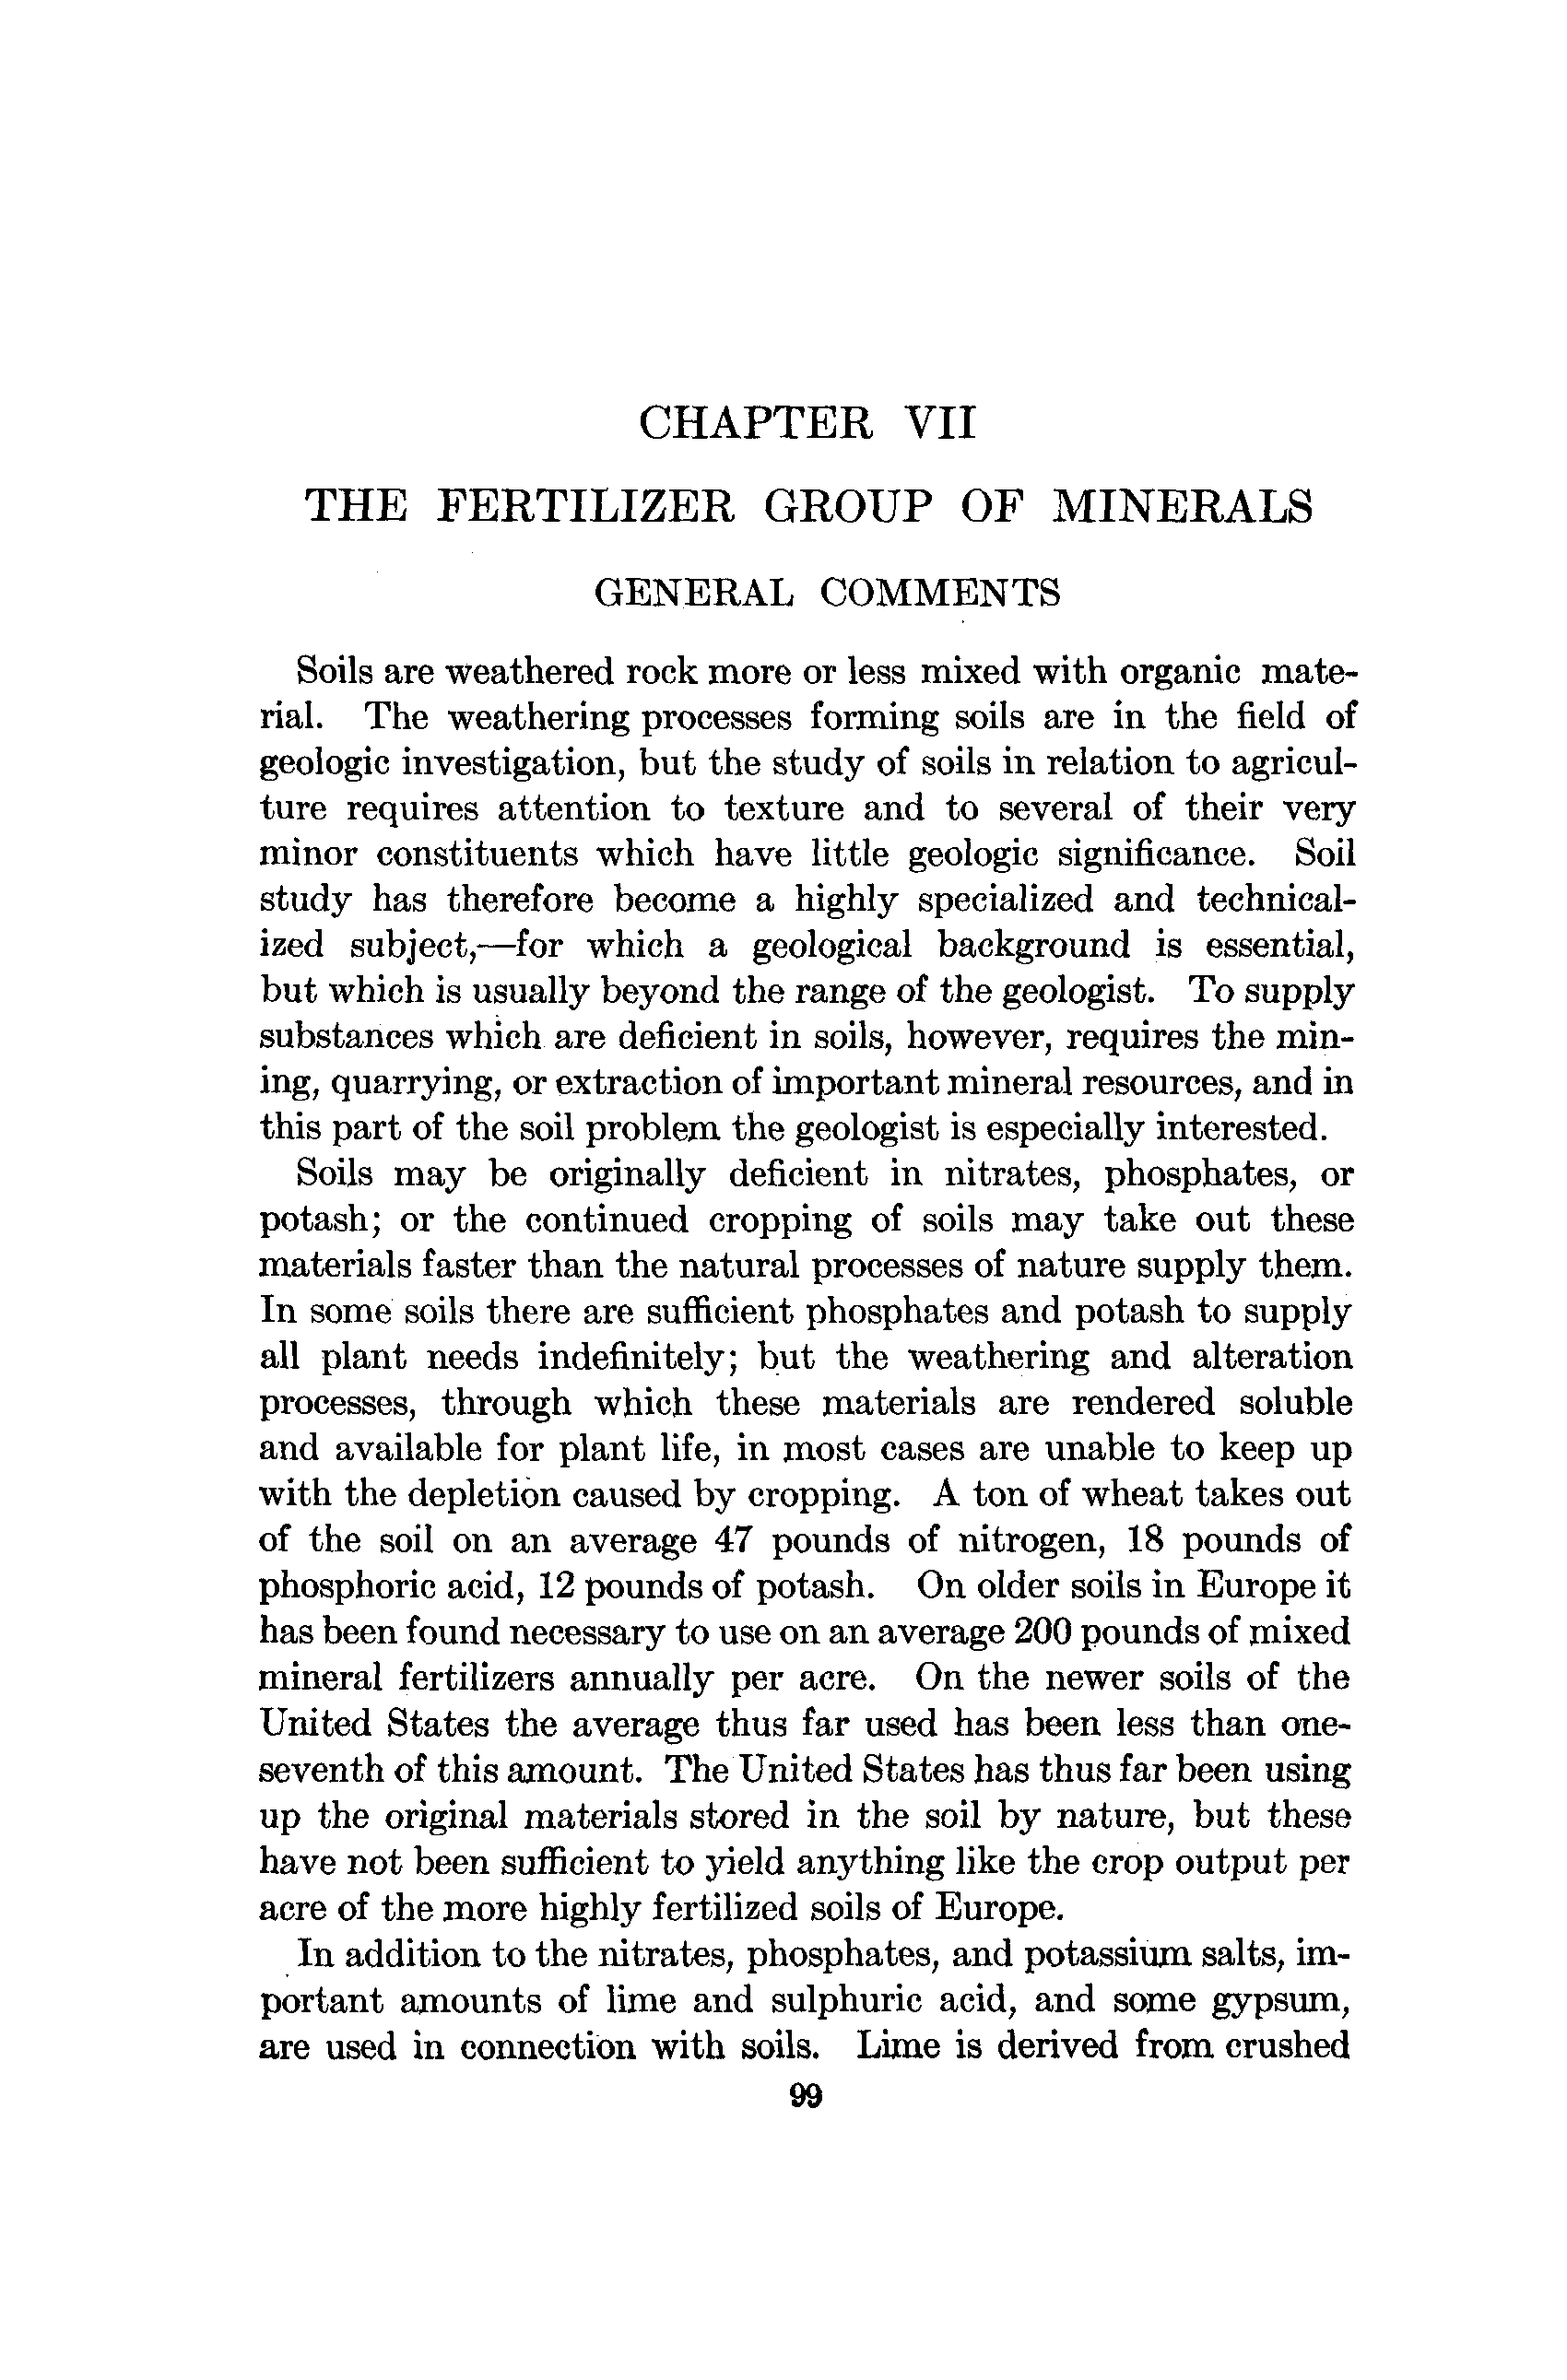 CHAPTER VII
THE FERTILIZER GROUP OF MINERALS
GENERAL COMMENTS
Soils are weathered rock more or less mixed with organic mate-
rial. The weathering processes forming soils are in the field of
geologic investigation, but the study of soils in relation to agricul-
ture requires attention to texture and to several of their very
minor constituents which have little geologic significance. Soil
study has therefore become a highly specialized and technical-
ized subject,—for which a geological background is essential,
but which is usually beyond the range of the geologist. To supply
substances which are deficient in soils, however, requires the min-
ing, quarrying, or extraction of important mineral resources, and in
this part of the soil problem the geologist is especially interested.
Soils may be originally deficient in nitrates, phosphates, or
potash; or the continued cropping of soils may take out these
materials faster than the natural processes of nature supply them.
In some soils there are sufficient phosphates and potash to supply
all plant needs indefinitely; but the weathering and alteration
processes, through which these materials are rendered soluble
and available for plant life, in most cases are unable to keep up
with the depletion caused by cropping. A ton of wheat takes out
of the soil on an average 47 pounds of nitrogen, 18 pounds of
phosphoric acid, 12 pounds of potash. On older soils in Europe it
has been found necessary to use on an average 200 pounds of mixed
mineral fertilizers annually per acre. On the newer soils of the
United States the average thus far used has been less than one-
seventh of this amount. The United States has thus far been using
up the original materials stored in the soil by nature, but these
have not been sufficient to yield anything like the crop output per
acre of the more highly fertilized soils of Europe.
In addition to the nitrates, phosphates, and potassium salts, im-
portant amounts of lime and sulphuric acid, and some gypsum,
are used in connection with soils. Lime is derived from crushed
99